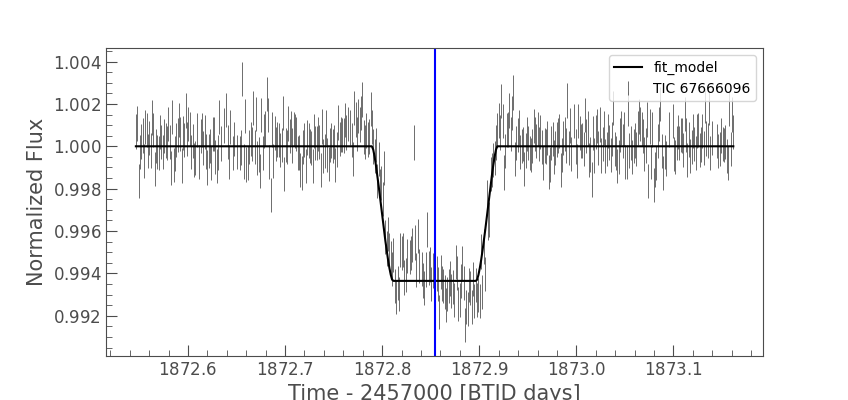 1.004
1.002
1.000
0.998
0.996
0.994
0.992
Normalized Flux
fit_model
TIC 67666096
1872.6 1872.7 1872.8 1872.9 1873.0 1873.1
Time - 2457000 [BTJD days]